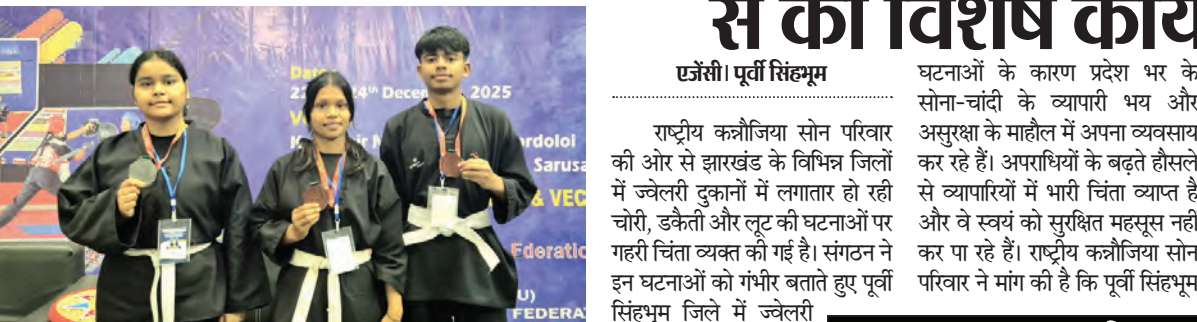 Date
24th December, 2025
ardoloi
Sarusa
& VEC
Federatio
U)
FEDERAT
से की विशेष कार्य
एजेंसी। पूर्वी सिंहभूम
राष्ट्रीय कन्नौजिया सोन परिवार
की ओर से झारखंड के विभिन्न जिलों
में ज्वेलरी दुकानों में लगातार हो रही
चोरी, डकैती और लूट की घटनाओं पर
गहरी चिंता व्यक्त की गई है। संगठन ने
इन घटनाओं को गंभीर बताते हुए पूर्वी
सिंहभूम जिले में ज्वेलरी
घटनाओं के कारण प्रदेश भर के
सोना-चांदी के व्यापारी भय और
असुरक्षा के माहौल में अपना व्यवसाय
कर रहे हैं। अपराधियों के बढ़ते हौसले
से व्यापारियों में भारी चिंता व्याप्त है
और वे स्वयं को सुरक्षित महसूस नहीं
कर पा रहे हैं। राष्ट्रीय कन्नौजिया सोन
परिवार ने मांग की है कि पूर्वी सिंहभूम